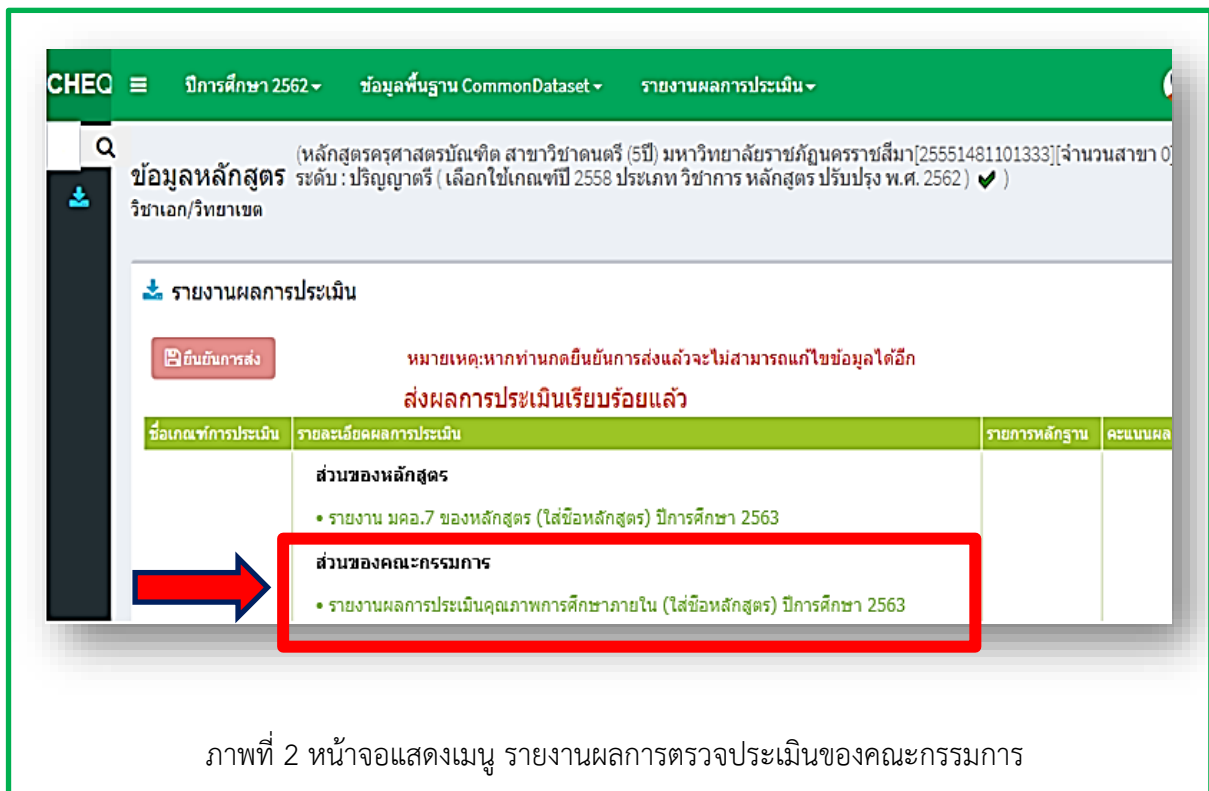 CHEQ ปีการศึกษา 2562 ข้อมูลพื้นฐาน CommonDataset รายงานผลการประเมิน
ข้อมูลหลักสูตร (หลักสูตรครุศาสตรบัณฑิต สาขาวิชาดนตรี (5ปี) มหาวิทยาลัยราชภัฏนครราชสีมา[25551481101333][จำนวนสาขา 0]
ระดับ : ปริญญาตรี ( เลือกใช้เกณฑ์ปี 2558 ประเภท วิชาการ หลักสูตร ปรับปรุง พ.ศ. 2562 ) ✔ )
วิชาเอก/วิทยาเขต
รายงานผลการประเมิน
ยืนยันการส่ง หมายเหตุ:หากท่านกดยืนยันการส่งแล้วจะไม่สามารถแก้ไขข้อมูลได้อีก
ส่งผลการประเมินเรียบร้อยแล้ว
ชื่อเกณฑ์การประเมิน รายละเอียดผลการประเมิน รายการหลักฐาน คะแนนผล
ส่วนของหลักสูตร
• รายงาน มคอ.7 ของหลักสูตร (ใส่ชื่อหลักสูตร) ปีการศึกษา 2563
ส่วนของคณะกรรมการ
• รายงานผลการประเมินคุณภาพการศึกษาภายใน (ใส่ชื่อหลักสูตร) ปีการศึกษา 2563
ภาพที่ 2 หน้าจอแสดงเมนู รายงานผลการตรวจประเมินของคณะกรรมการ